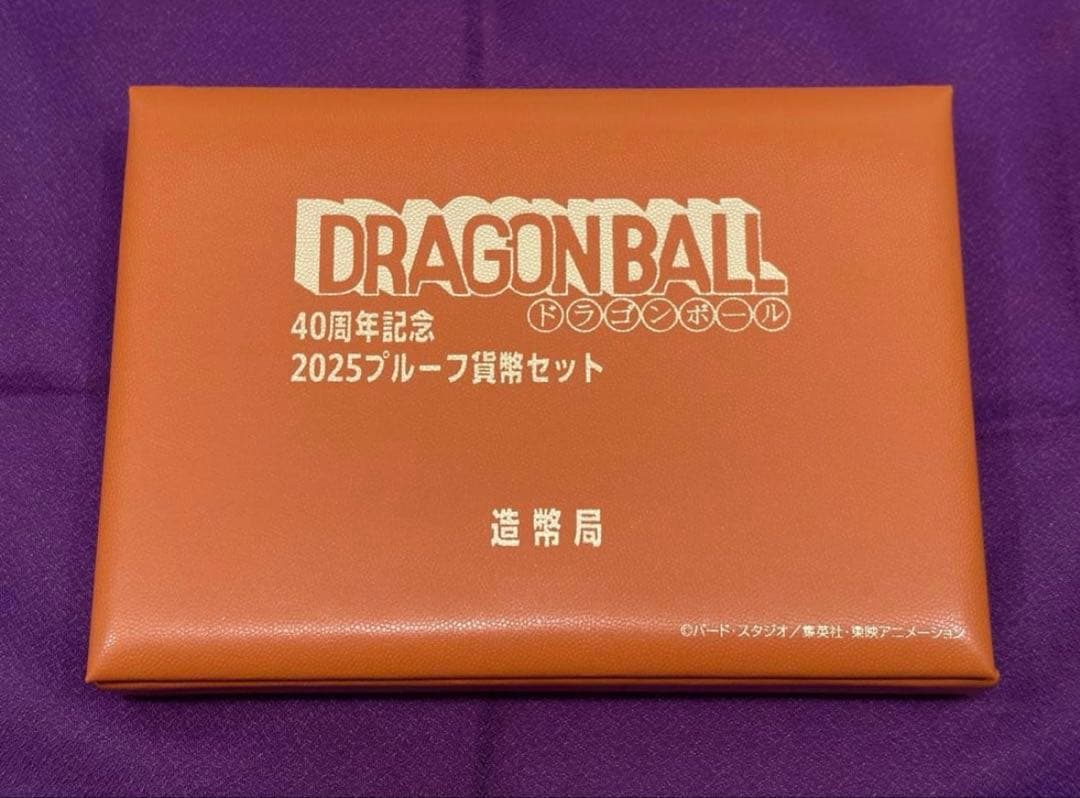 DRAGONBALL
ドラゴンボール
40周年記念
2025プルーフ貨幣セット
造幣局
©バード・スタジオ／集英社・東映アニメーション